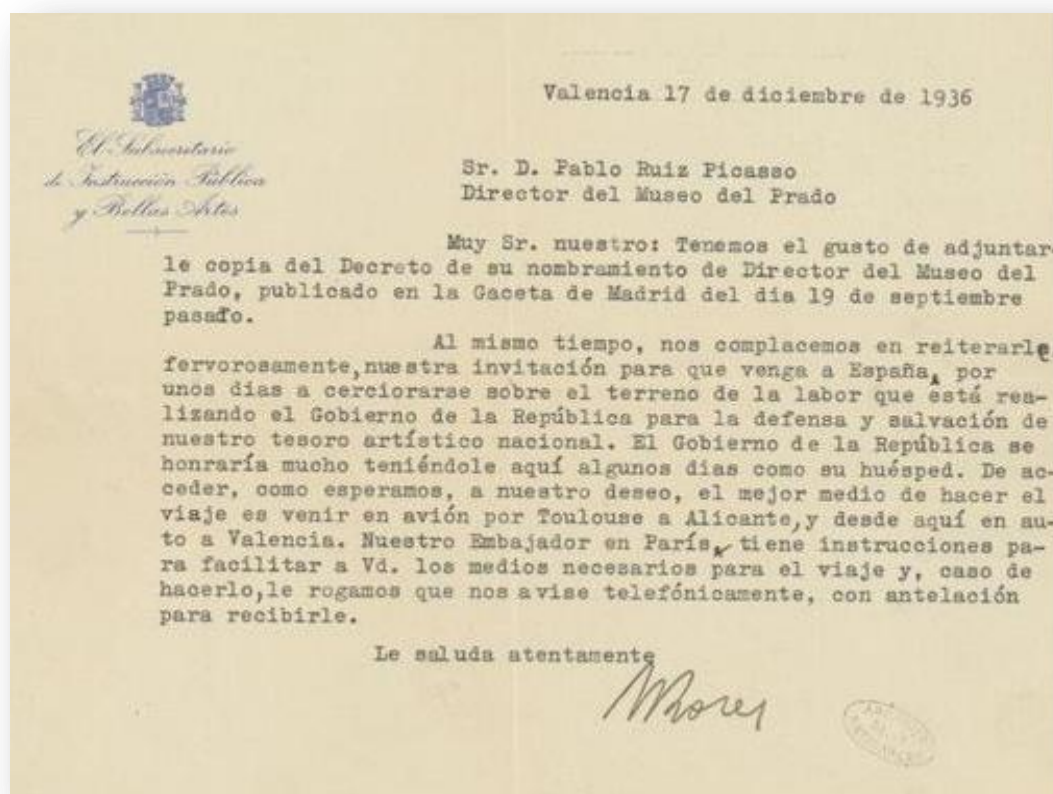 Valencia 17 de diciembre de 1936
El Subsecretario
de Instrucción Pública
y Bellas Artes
Sr. D. Pablo Ruiz Picasso
Director del Museo del Prado
Muy Sr. nuestro: Tenemos el gusto de adjuntar-
le copia del Decreto de su nombramiento de Director del Museo del
Prado, publicado en la Gaceta de Madrid del dia 19 de septiembre
pasado.
Al mismo tiempo, nos complacemos en reiterarle
fervorosamente,nuestra invitación para que venga a España, por
unos dias a cerciorarse sobre el terreno de la labor que está rea-
lizando el Gobierno de la República para la defensa y salvación de
nuestro tesoro artístico nacional. El Gobierno de la República se
honraría mucho teniéndole aquí algunos dias como su huésped. De ac-
ceder, como esperamos, a nuestro deseo, el mejor medio de hacer el
viaje es venir en avión por Toulouse a Alicante,y desde aquí en au-
to a Valencia. Nuestro Embajador en París, tiene instrucciones pa-
ra facilitar a Vd. los medios necesarios para el viaje y, caso de
hacerlo,le rogamos que nos avise telefónicamente, con antelación
para recibirle.
Le saluda atentamente